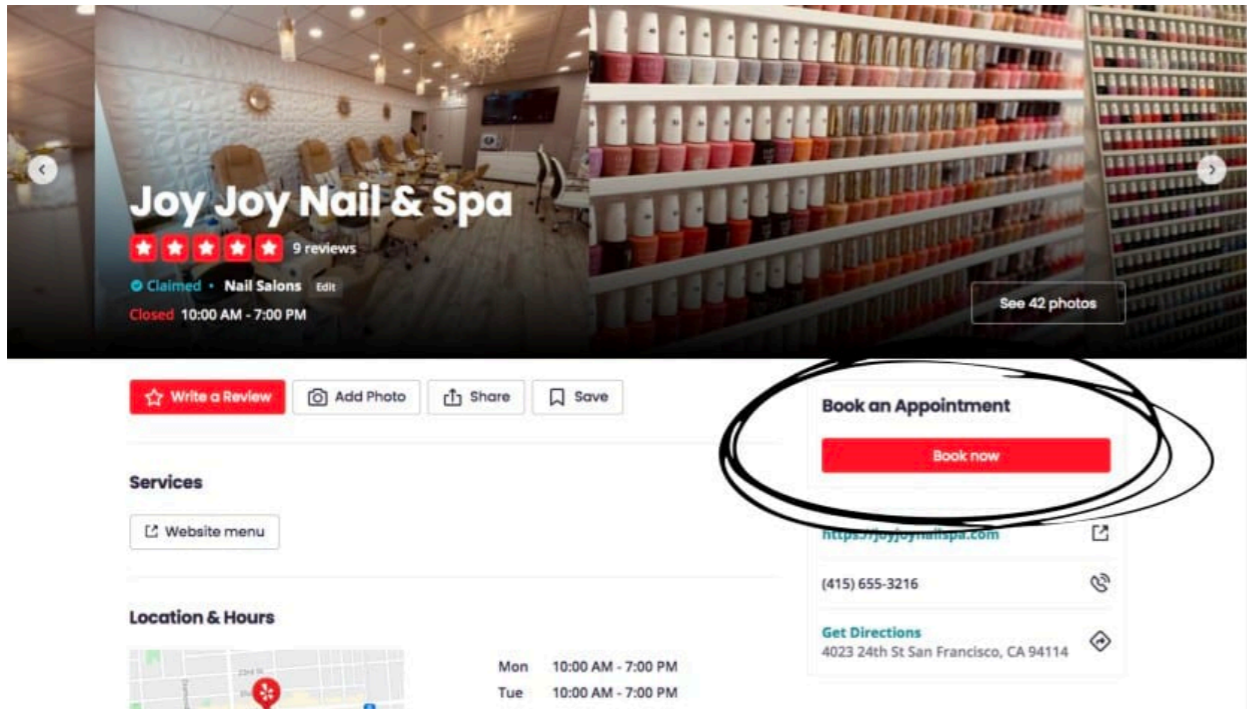 Joy Joy Nail & Spa
9 reviews
Claimed • Nail Salons Edit
Closed 10:00 AM - 7:00 PM
See 42 photos
Write a Review
Add Photo
Share
Save
Book an Appointment
Book now
Services
Website menu
https://joyjoynailspa.com
(415) 655-3216
Get Directions
4023 24th St San Francisco, CA 94114
Location & Hours
23rd St
Mon 10:00 AM - 7:00 PM
Tue 10:00 AM - 7:00 PM